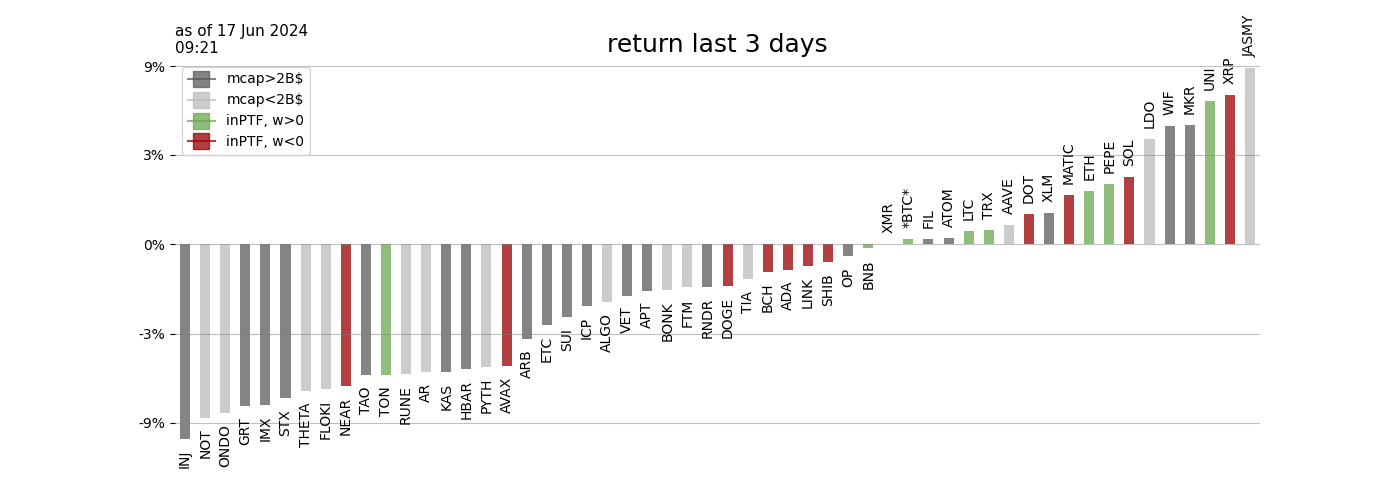 as of 17 Jun 2024
09:21
return last 3 days
mcap>2B$
mcap<2B$
inPTF, w>0
inPTF, w<0
9%
3%
0%
-3%
-9%
INJ
NOT
ONDO
GRT
IMX
STX
THETA
FLOKI
NEAR
TAO
TON
RUNE
AR
KAS
HBAR
PYTH
AVAX
ARB
ETC
SUI
ICP
ALGO
VET
APT
BONK
FTM
RNDR
DOGE
TIA
BCH
ADA
LINK
SHIB
OP
BNB
XMR
*BTC*
FIL
ATOM
LTC
TRX
AAVE
DOT
XLM
MATIC
ETH
PEPE
SOL
LDO
WIF
MKR
UNI
XRP
JASMY